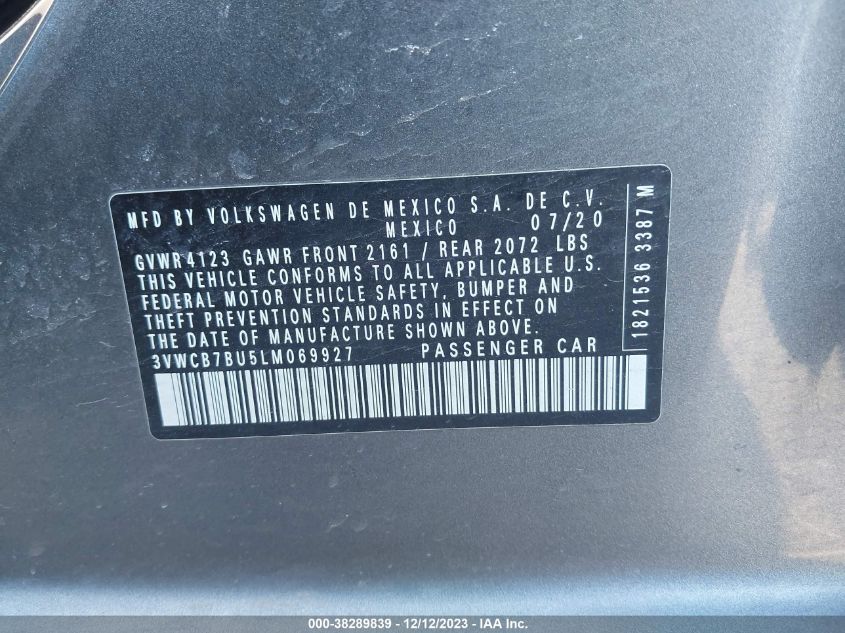 MFD BY VOLKSWAGEN DE MEXICO S.A. DE C.V.
MEXICO 07/20
GVWR4123 GAWR FRONT 2161 / REAR 2072 LBS
THIS VEHICLE CONFORMS TO ALL APPLICABLE U.S.
FEDERAL MOTOR VEHICLE SAFETY, BUMPER AND
THEFT PREVENTION STANDARDS IN EFFECT ON
THE DATE OF MANUFACTURE SHOWN ABOVE.
3VWCB7BU5LM069927 PASSENGER CAR
1821536 3387 M
000-38289839 - 12/12/2023 - IAA Inc.